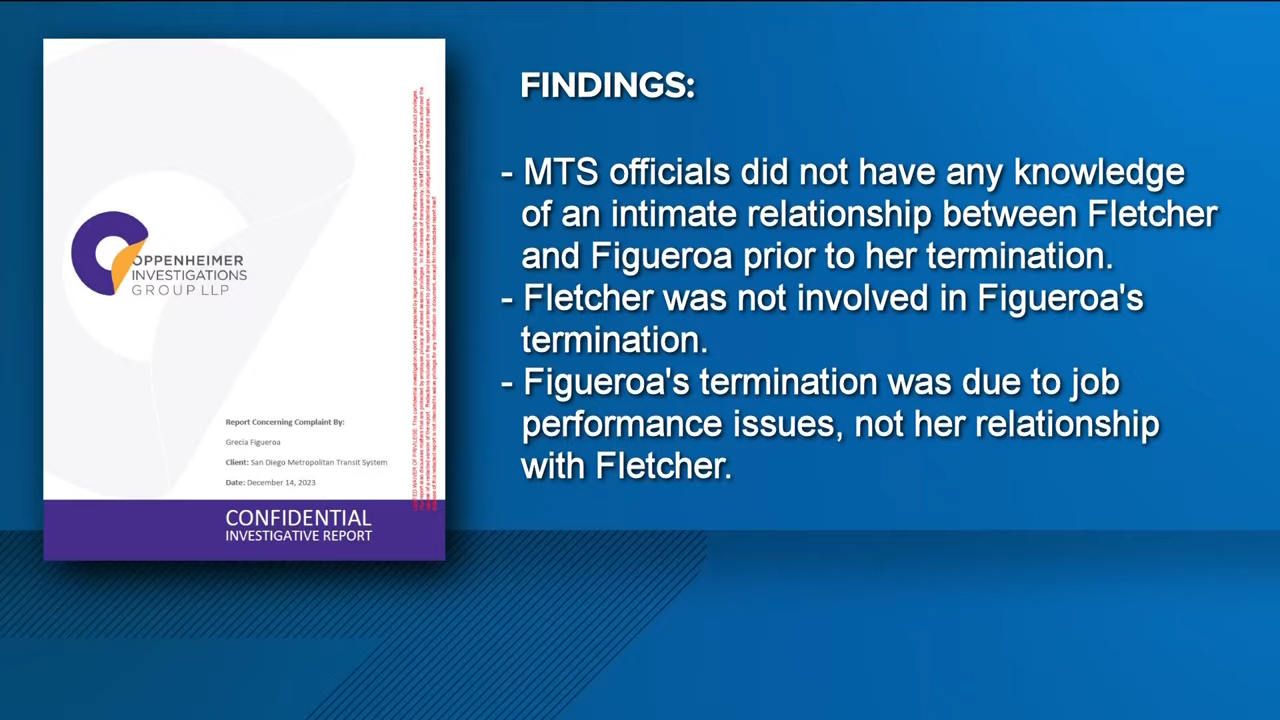 OPPENHEIMER
INVESTIGATIONS
GROUP LLP
Report Concerning Complaint By:
Grecia Figueroa
Client: San Diego Metropolitan Transit System
Date: December 14, 2023
CONFIDENTIAL
INVESTIGATIVE REPORT
FINDINGS:
- MTS officials did not have any knowledge
of an intimate relationship between Fletcher
and Figueroa prior to her termination.
- Fletcher was not involved in Figueroa's
termination.
- Figueroa's termination was due to job
performance issues, not her relationship
with Fletcher.